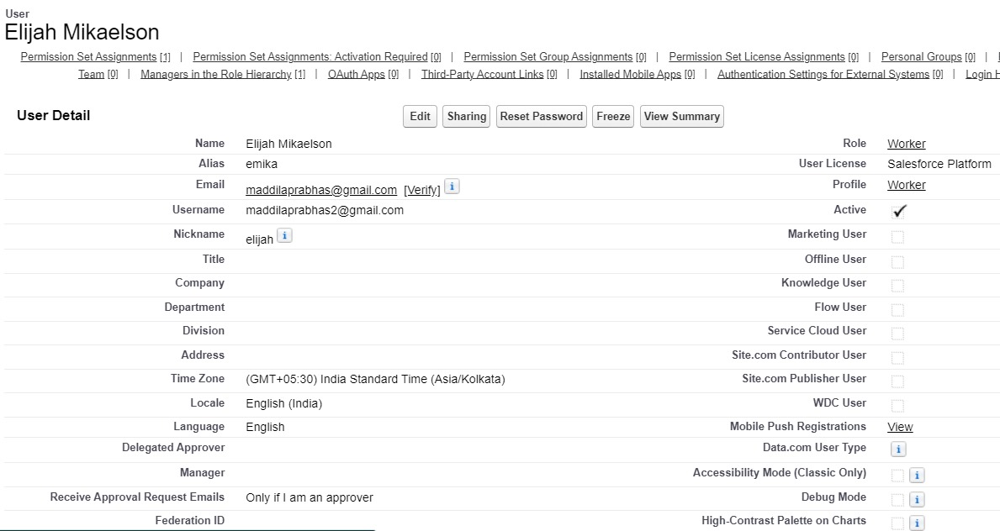 User
Elijah Mikaelson
Permission Set Assignments [1] | Permission Set Assignments: Activation Required [0] | Permission Set Group Assignments [0] | Permission Set License Assignments [0] | Personal Groups [0] |
Team [0] | Managers in the Role Hierarchy [1] | OAuth Apps [0] | Third-Party Account Links [0] | Installed Mobile Apps [0] | Authentication Settings for External Systems [0] | Login H
User Detail Edit Sharing Reset Password Freeze View Summary
Name Elijah Mikaelson Role Worker
Alias emika User License Salesforce Platform
Email maddilaprabhas@gmail.com [Verify] i Profile Worker
Username maddilaprabhas2@gmail.com Active
Nickname elijah i Marketing User
Title Offline User
Company Knowledge User
Department Flow User
Division Service Cloud User
Address Site.com Contributor User
Time Zone (GMT+05:30) India Standard Time (Asia/Kolkata) Site.com Publisher User
Locale English (India) WDC User
Language English Mobile Push Registrations View
Delegated Approver Data.com User Type i
Manager Accessibility Mode (Classic Only) i
Receive Approval Request Emails Only if I am an approver Debug Mode i
Federation ID High-Contrast Palette on Charts i